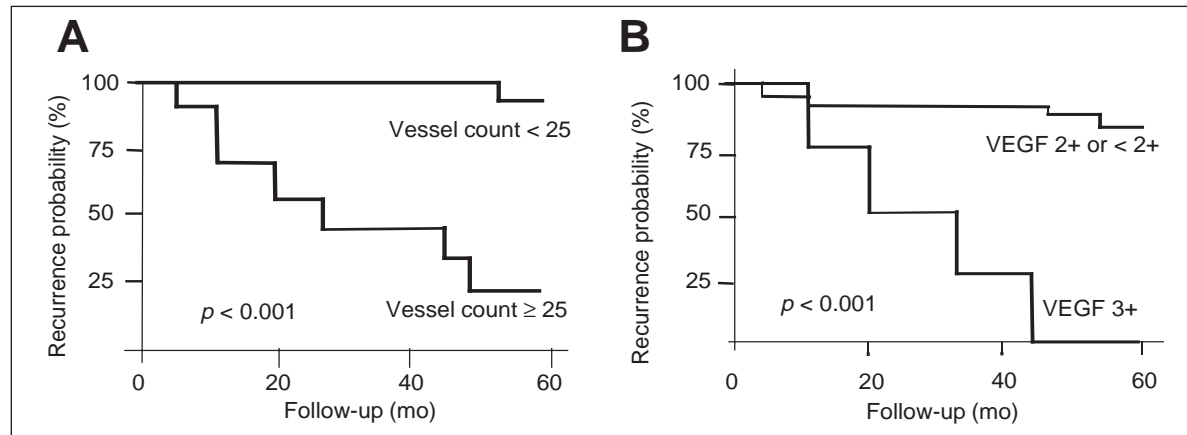 A
Recurrence probability (%)
100
75
50
25
Vessel count < 25
Vessel count ≥ 25
p < 0.001
0 20 40 60
Follow-up (mo)
B
Recurrence probability (%)
100
75
50
25
VEGF 2+ or < 2+
VEGF 3+
p < 0.001
0 20 40 60
Follow-up (mo)